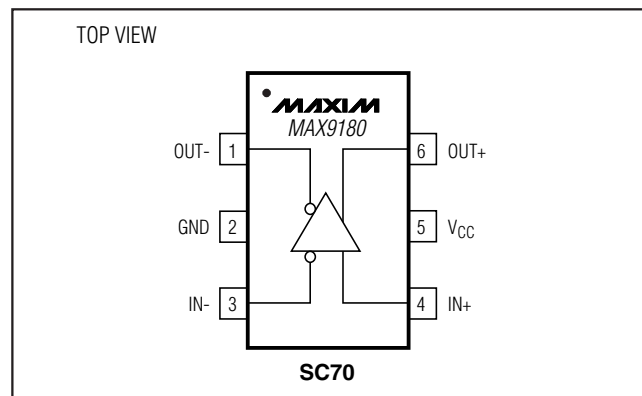 TOP VIEW
MAXIM
MAX9180
OUT- 1 6 OUT+
GND 2 5 VCC
IN- 3 4 IN+
SC70